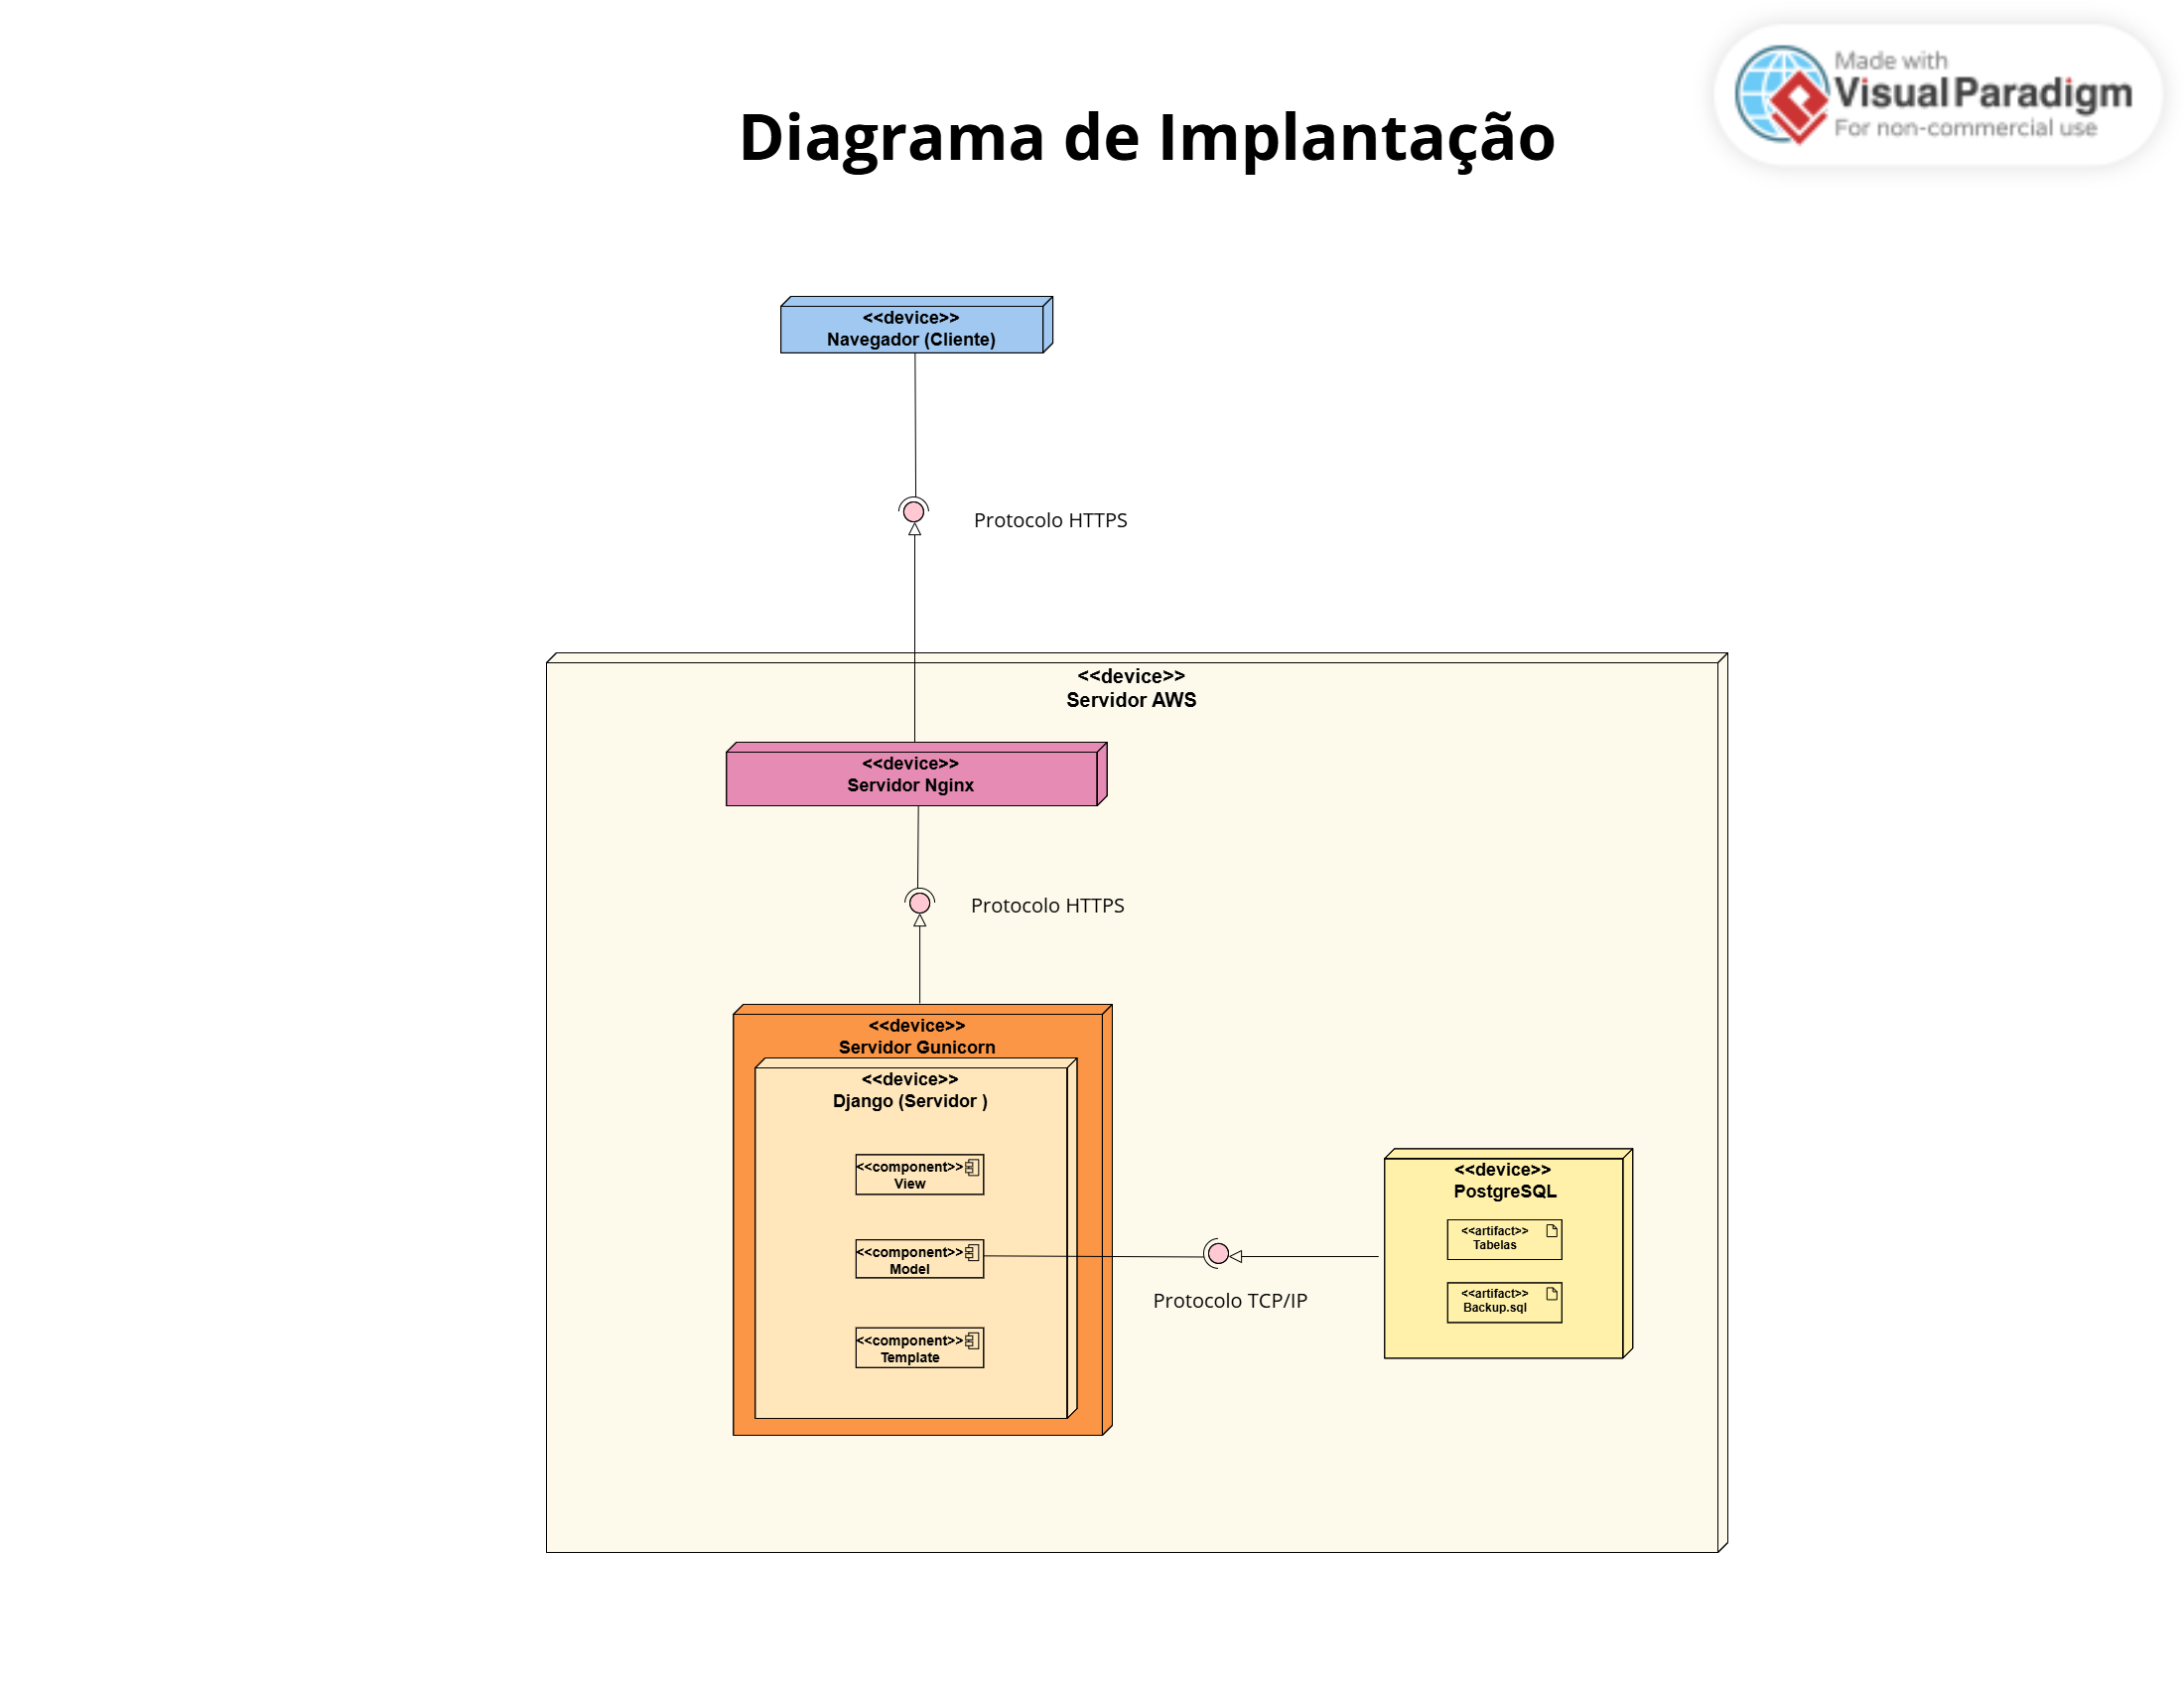 Made with
Visual Paradigm
For non-commercial use
Diagrama de Implantação
<<device>>
Navegador (Cliente)
Protocolo HTTPS
<<device>>
Servidor AWS
<<device>>
Servidor Nginx
Protocolo HTTPS
<<device>>
Servidor Gunicorn
<<device>>
Django (Servidor )
<<component>>
View
<<component>>
Model
<<component>>
Template
Protocolo TCP/IP
<<device>>
PostgreSQL
<<artifact>>
Tabelas
<<artifact>>
Backup.sql